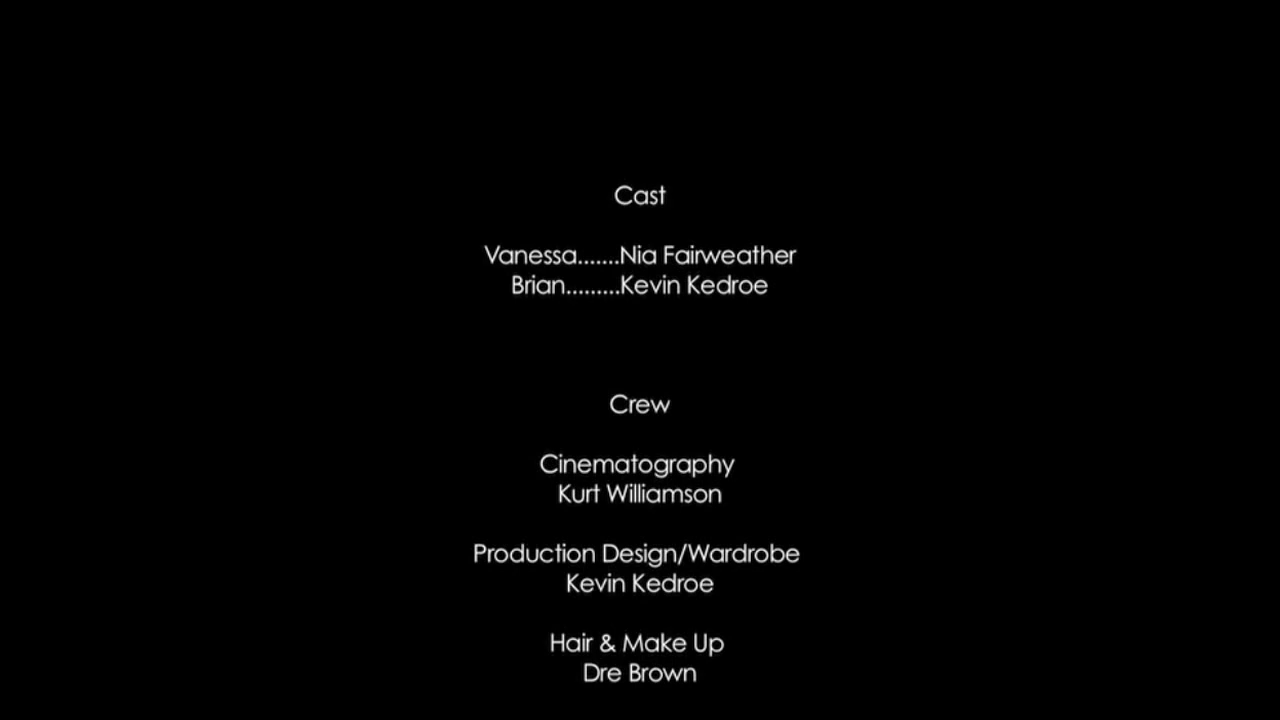 Cast
Vanessa.......Nia Fairweather
Brian.........Kevin Kedroe
Crew
Cinematography
Kurt Williamson
Production Design/Wardrobe
Kevin Kedroe
Hair & Make Up
Dre Brown